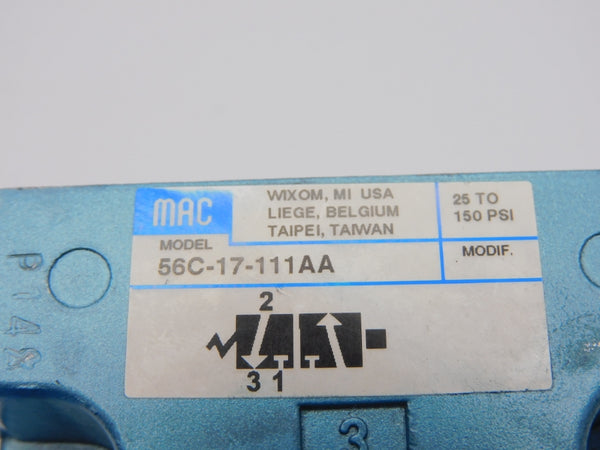 MAC
WIXOM, MI USA
LIEGE, BELGIUM
TAIPEI, TAIWAN
25 TO
150 PSI
MODEL
56C-17-111AA
MODIF.
2
3 1
P148
3